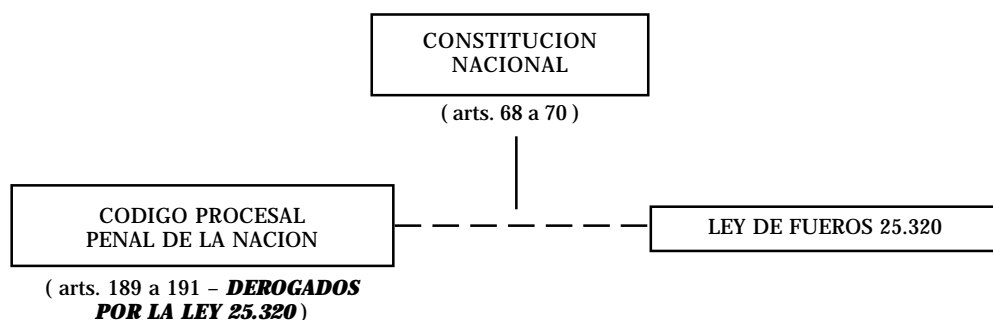 CONSTITUCION
NACIONAL
( arts. 68 a 70 )
CODIGO PROCESAL
PENAL DE LA NACION
LEY DE FUEROS 25.320
( arts. 189 a 191 – DEROGADOS
POR LA LEY 25.320 )